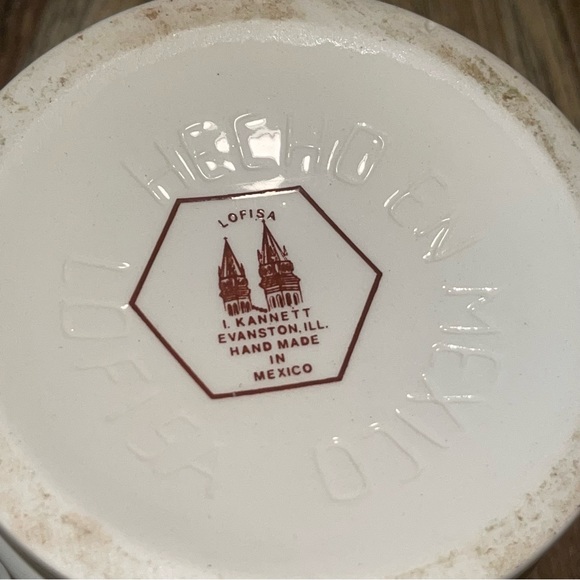 HECHO EN MEXICO
LOFISA
LOFISA
I. KANNETT
EVANSTON, ILL.
HAND MADE
IN
MEXICO